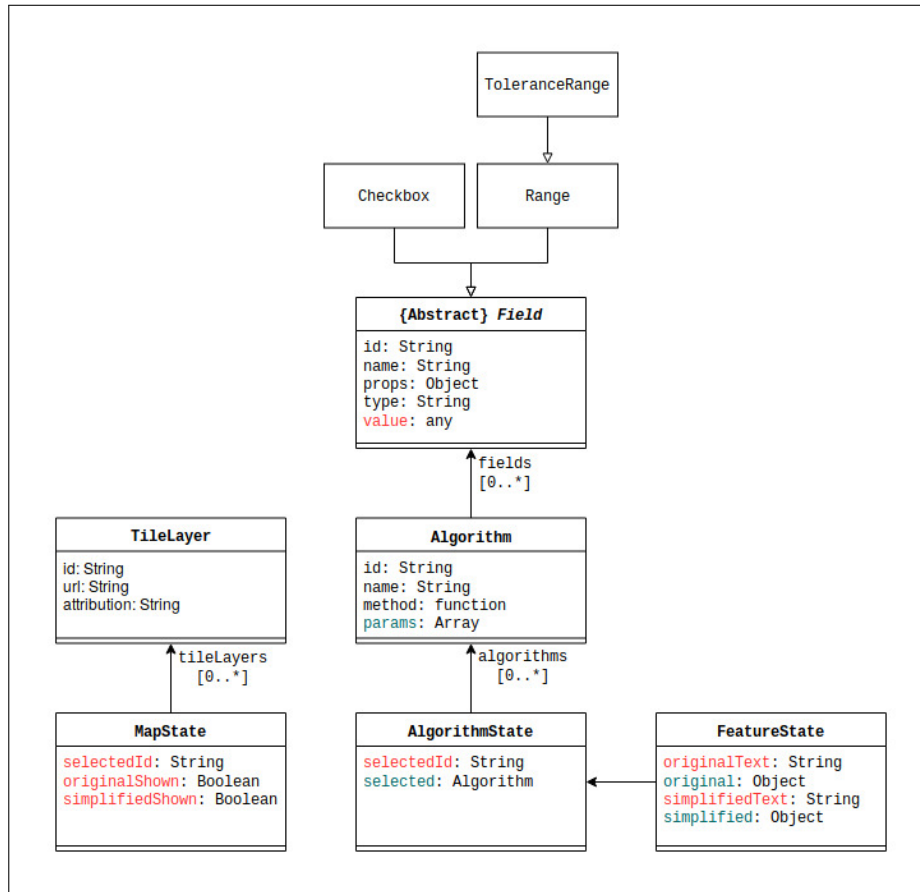 ToleranceRange
Checkbox
Range
{Abstract} Field
id: String
name: String
props: Object
type: String
value: any
fields
[0..*]
TileLayer
id: String
url: String
attribution: String
Algorithm
id: String
name: String
method: function
params: Array
tileLayers
[0..*]
algorithms
[0..*]
MapState
selectedId: String
originalShown: Boolean
simplifiedShown: Boolean
AlgorithmState
selectedId: String
selected: Algorithm
FeatureState
originalText: String
original: Object
simplifiedText: String
simplified: Object